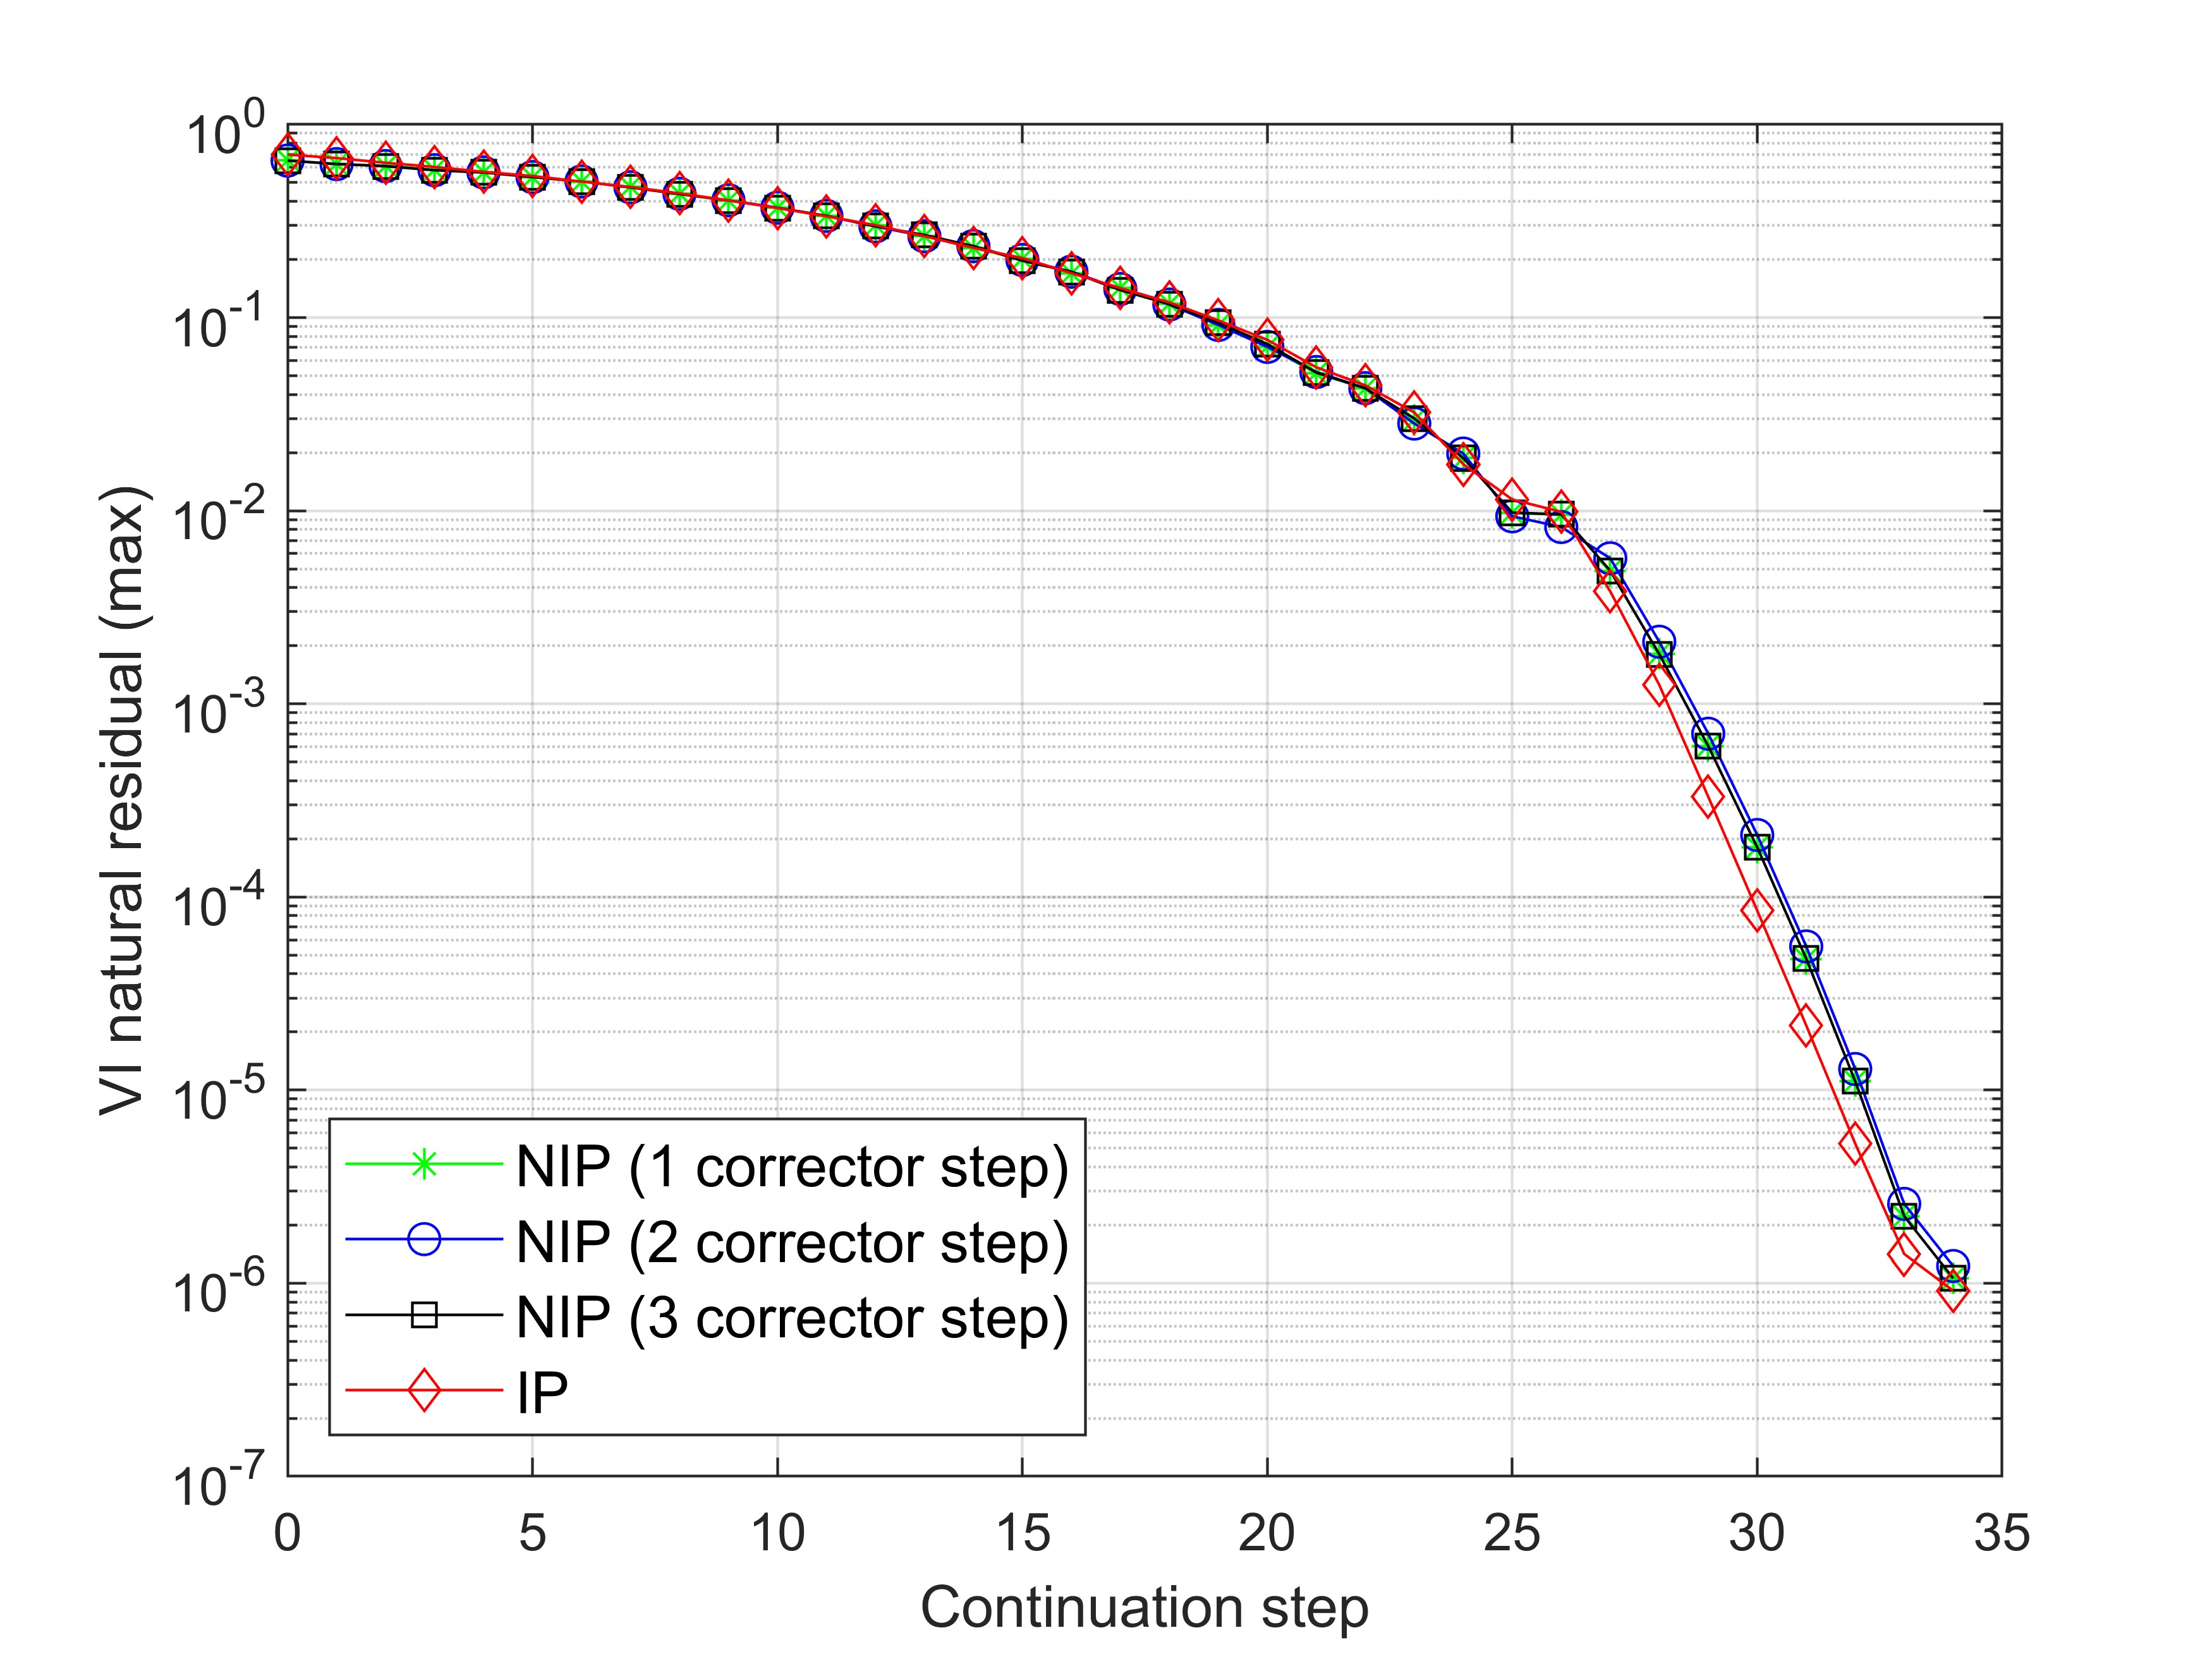 10^0
10^-1
10^-2
10^-3
10^-4
10^-5
10^-6
10^-7
VI natural residual (max)
NIP (1 corrector step)
NIP (2 corrector step)
NIP (3 corrector step)
IP
0 5 10 15 20 25 30 35
Continuation step